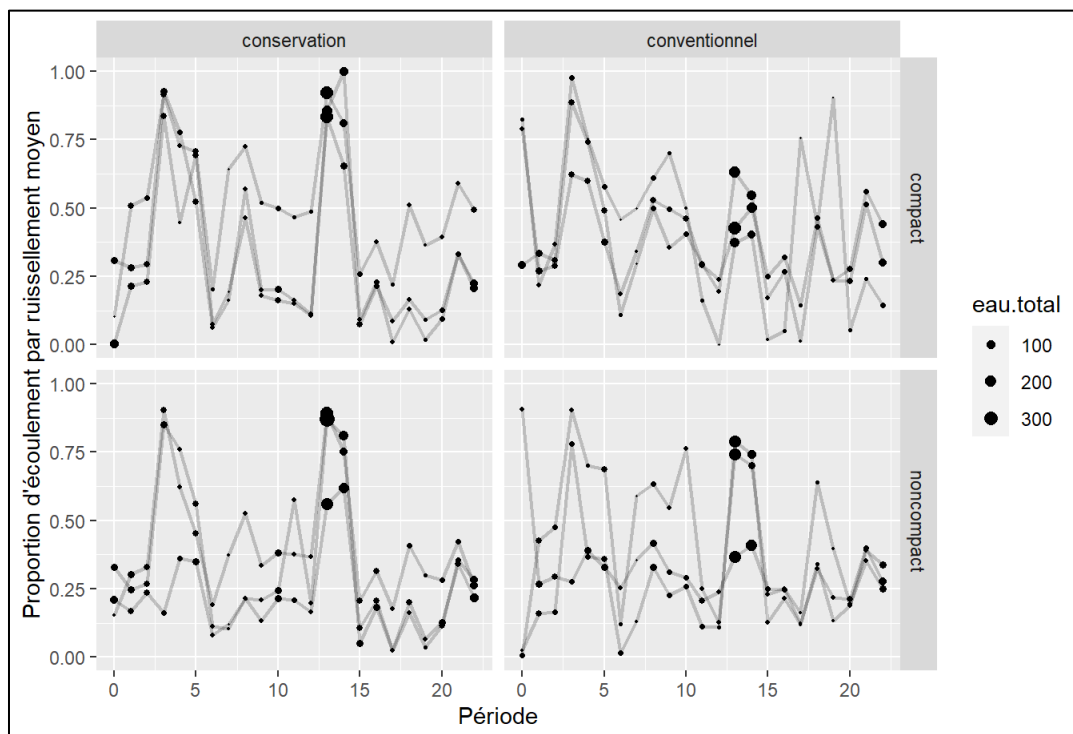 conservation
conventionnel
Proportion d'écoulement par ruissellement moyen
1.00
0.75
0.50
0.25
0.00
compact
1.00
0.75
0.50
0.25
0.00
noncompact
0 5 10 15 20
0 5 10 15 20
Période
eau.total
100
200
300